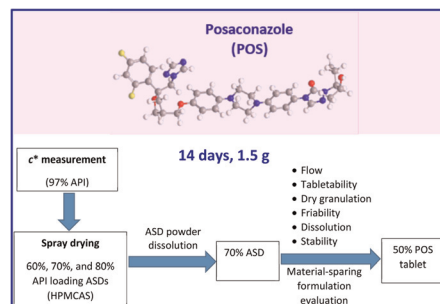 Posaconazole
(POS)
14 days, 1.5 g
c* measurement
(97% API)
Spray drying
60%, 70%, and 80%
API loading ASDs
(HPMCAS)
ASD powder
dissolution
70% ASD
• Flow
• Tabletability
• Dry granulation
• Friability
• Dissolution
• Stability
Material-sparing
formulation
evaluation
50% POS
tablet